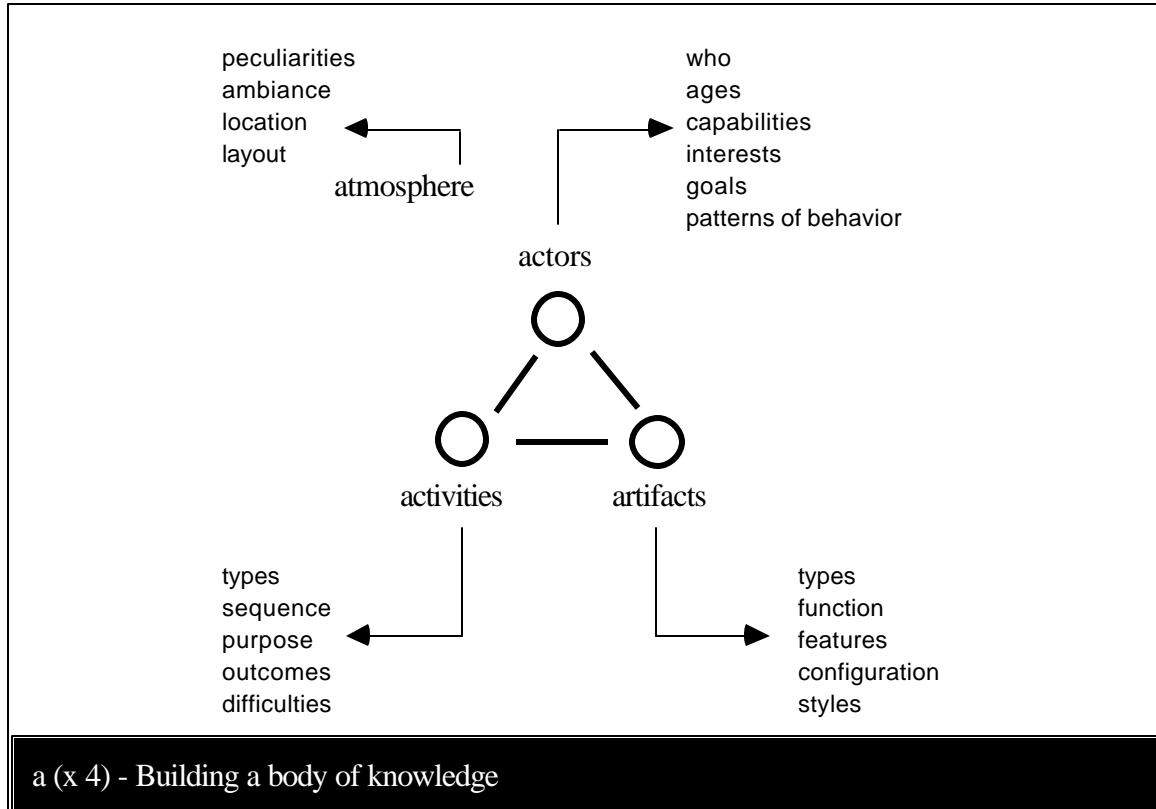 peculiarities
ambiance
location
layout
atmosphere
who
ages
capabilities
interests
goals
patterns of behavior
actors
activities
artifacts
types
sequence
purpose
outcomes
difficulties
types
function
features
configuration
styles
a (x 4) - Building a body of knowledge